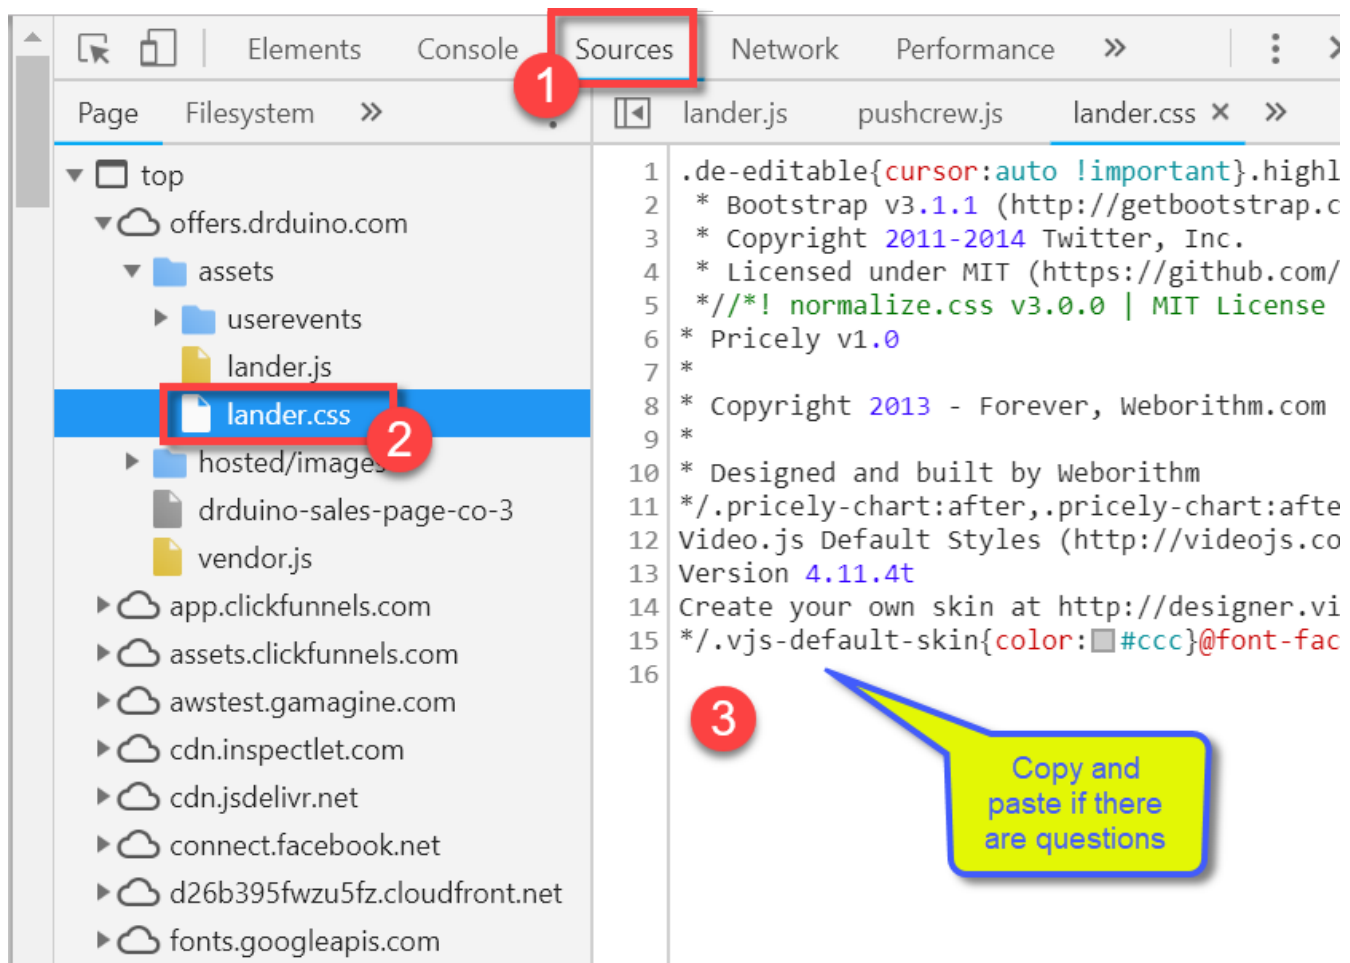 Elements Console Sources Network Performance »
1
Page Filesystem »
lander.js pushcrew.js lander.css ×  »
top
offers.drduino.com
assets
userevents
lander.js
lander.css
2
hosted/images
drduino-sales-page-co-3
vendor.js
app.clickfunnels.com
assets.clickfunnels.com
awstest.gamagine.com
cdn.inspectlet.com
cdn.jsdelivr.net
connect.facebook.net
d26b395fwzu5fz.cloudfront.net
fonts.googleapis.com
1 .de-editable{cursor:auto !important}.highl
2 * Bootstrap v3.1.1 (http://getbootstrap.c
3 * Copyright 2011-2014 Twitter, Inc.
4 * Licensed under MIT (https://github.com/
5 *//*! normalize.css v3.0.0 | MIT License
6 * Pricely v1.0
7 *
8 * Copyright 2013 - Forever, Weborithm.com
9 *
10 * Designed and built by Weborithm
11 */.pricely-chart:after,.pricely-chart:afte
12 Video.js Default Styles (http://videojs.co
13 Version 4.11.4t
14 Create your own skin at http://designer.vi
15 */.vjs-default-skin{color:#ccc}@font-fac
16
3
Copy and
paste if there
are questions